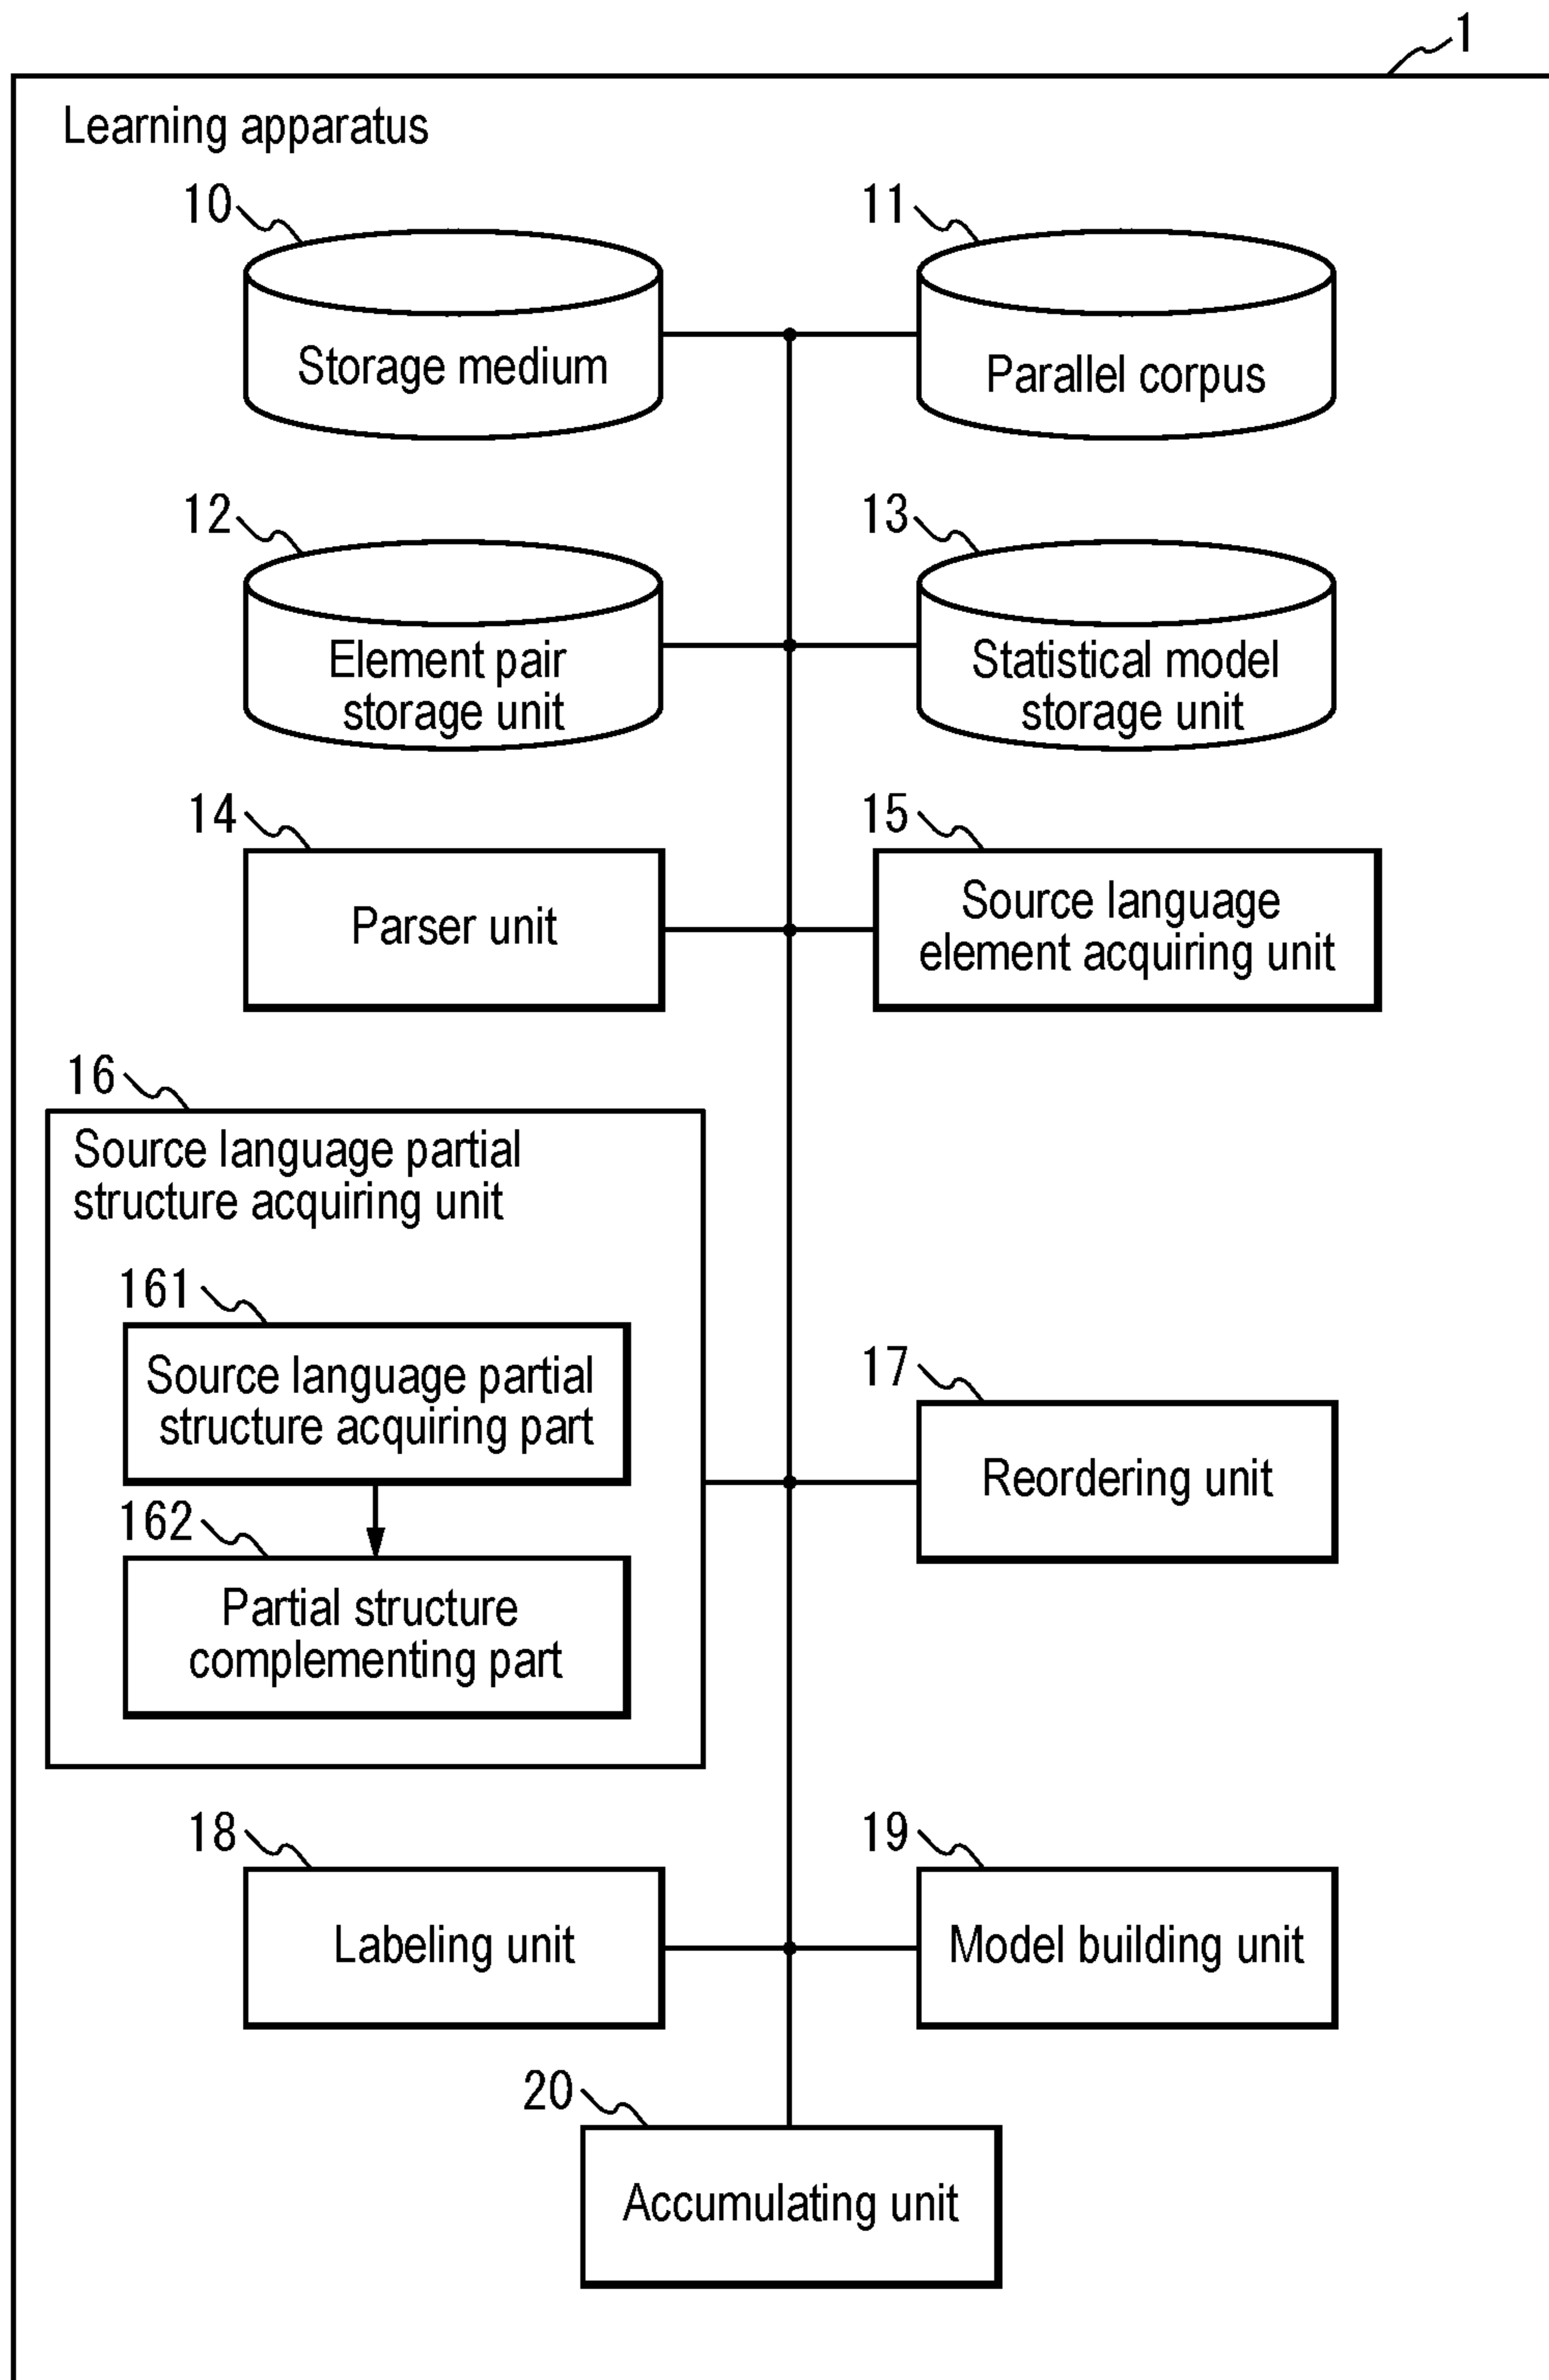 1
Learning apparatus
10
11
Storage medium
Parallel corpus
12
13
Element pair
storage unit
Statistical model
storage unit
14
15
Parser unit
Source language
element acquiring unit
16
Source language partial
structure acquiring unit
161
Source language partial
structure acquiring part
17
Reordering unit
162
Partial structure
complementing part
18
19
Labeling unit
Model building unit
20
Accumulating unit